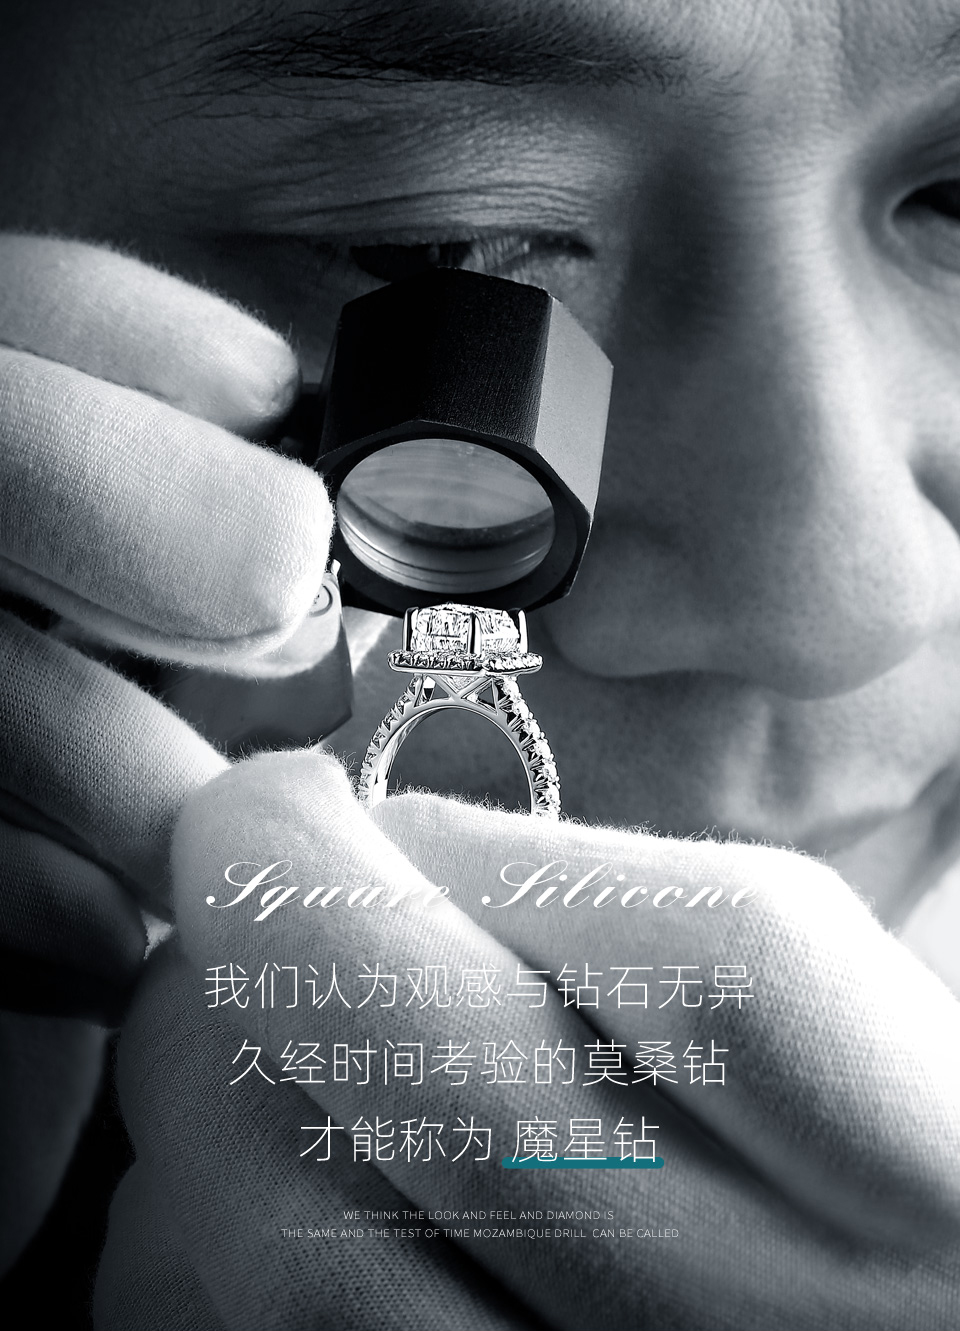 Square Silicone
我们认为观感与钻石无异
久经时间考验的莫桑钻
才能称为 魔星钻
WE THINK THE LOOK AND FEEL AND DIAMOND IS
THE SAME AND THE TEST OF TIME MOZAMBIQUE DRILL CAN BE CALLED